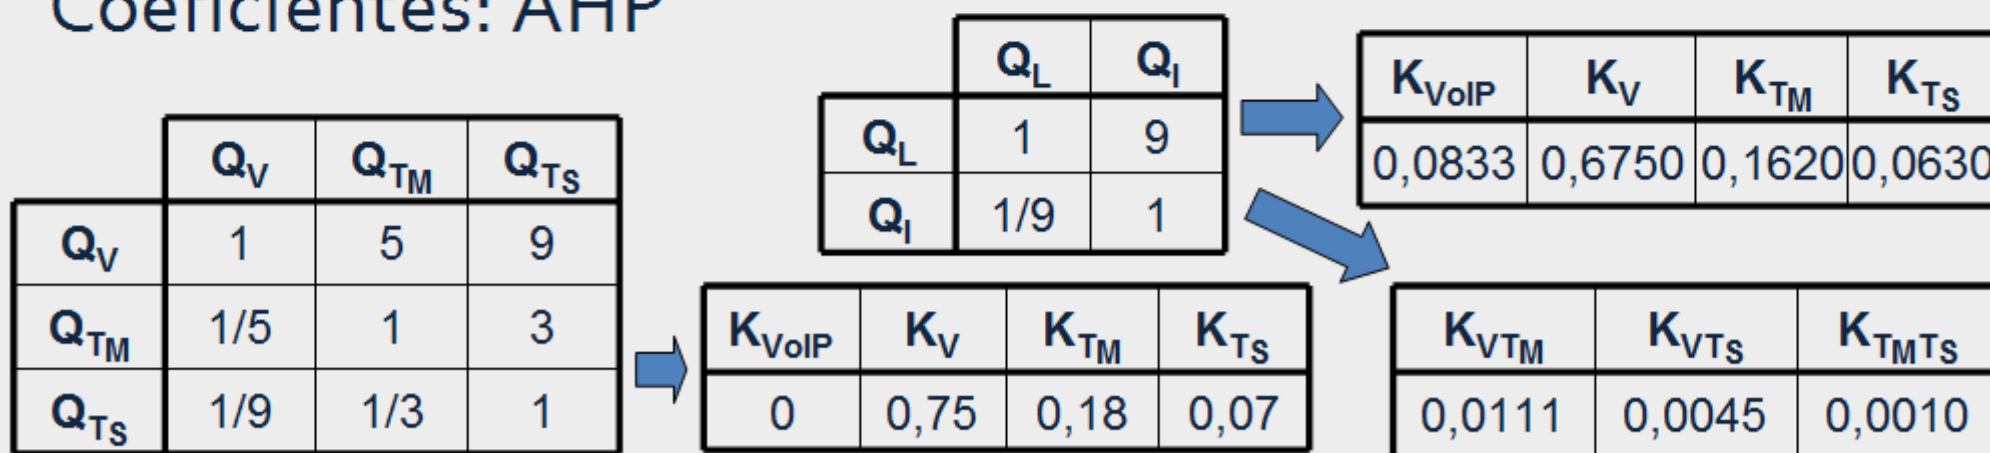 Coeficientes: AHP
Q_L Q_I
Q_L 1 9
Q_I 1/9 1
K_VoIP K_V K_TM K_TS
0,0833 0,6750 0,1620 0,0630
Q_V Q_TM Q_TS
Q_V 1 5 9
Q_TM 1/5 1 3
Q_TS 1/9 1/3 1
K_VoIP K_V K_TM K_TS
0 0,75 0,18 0,07
K_VTM K_VTS K_TMTS
0,0111 0,0045 0,0010